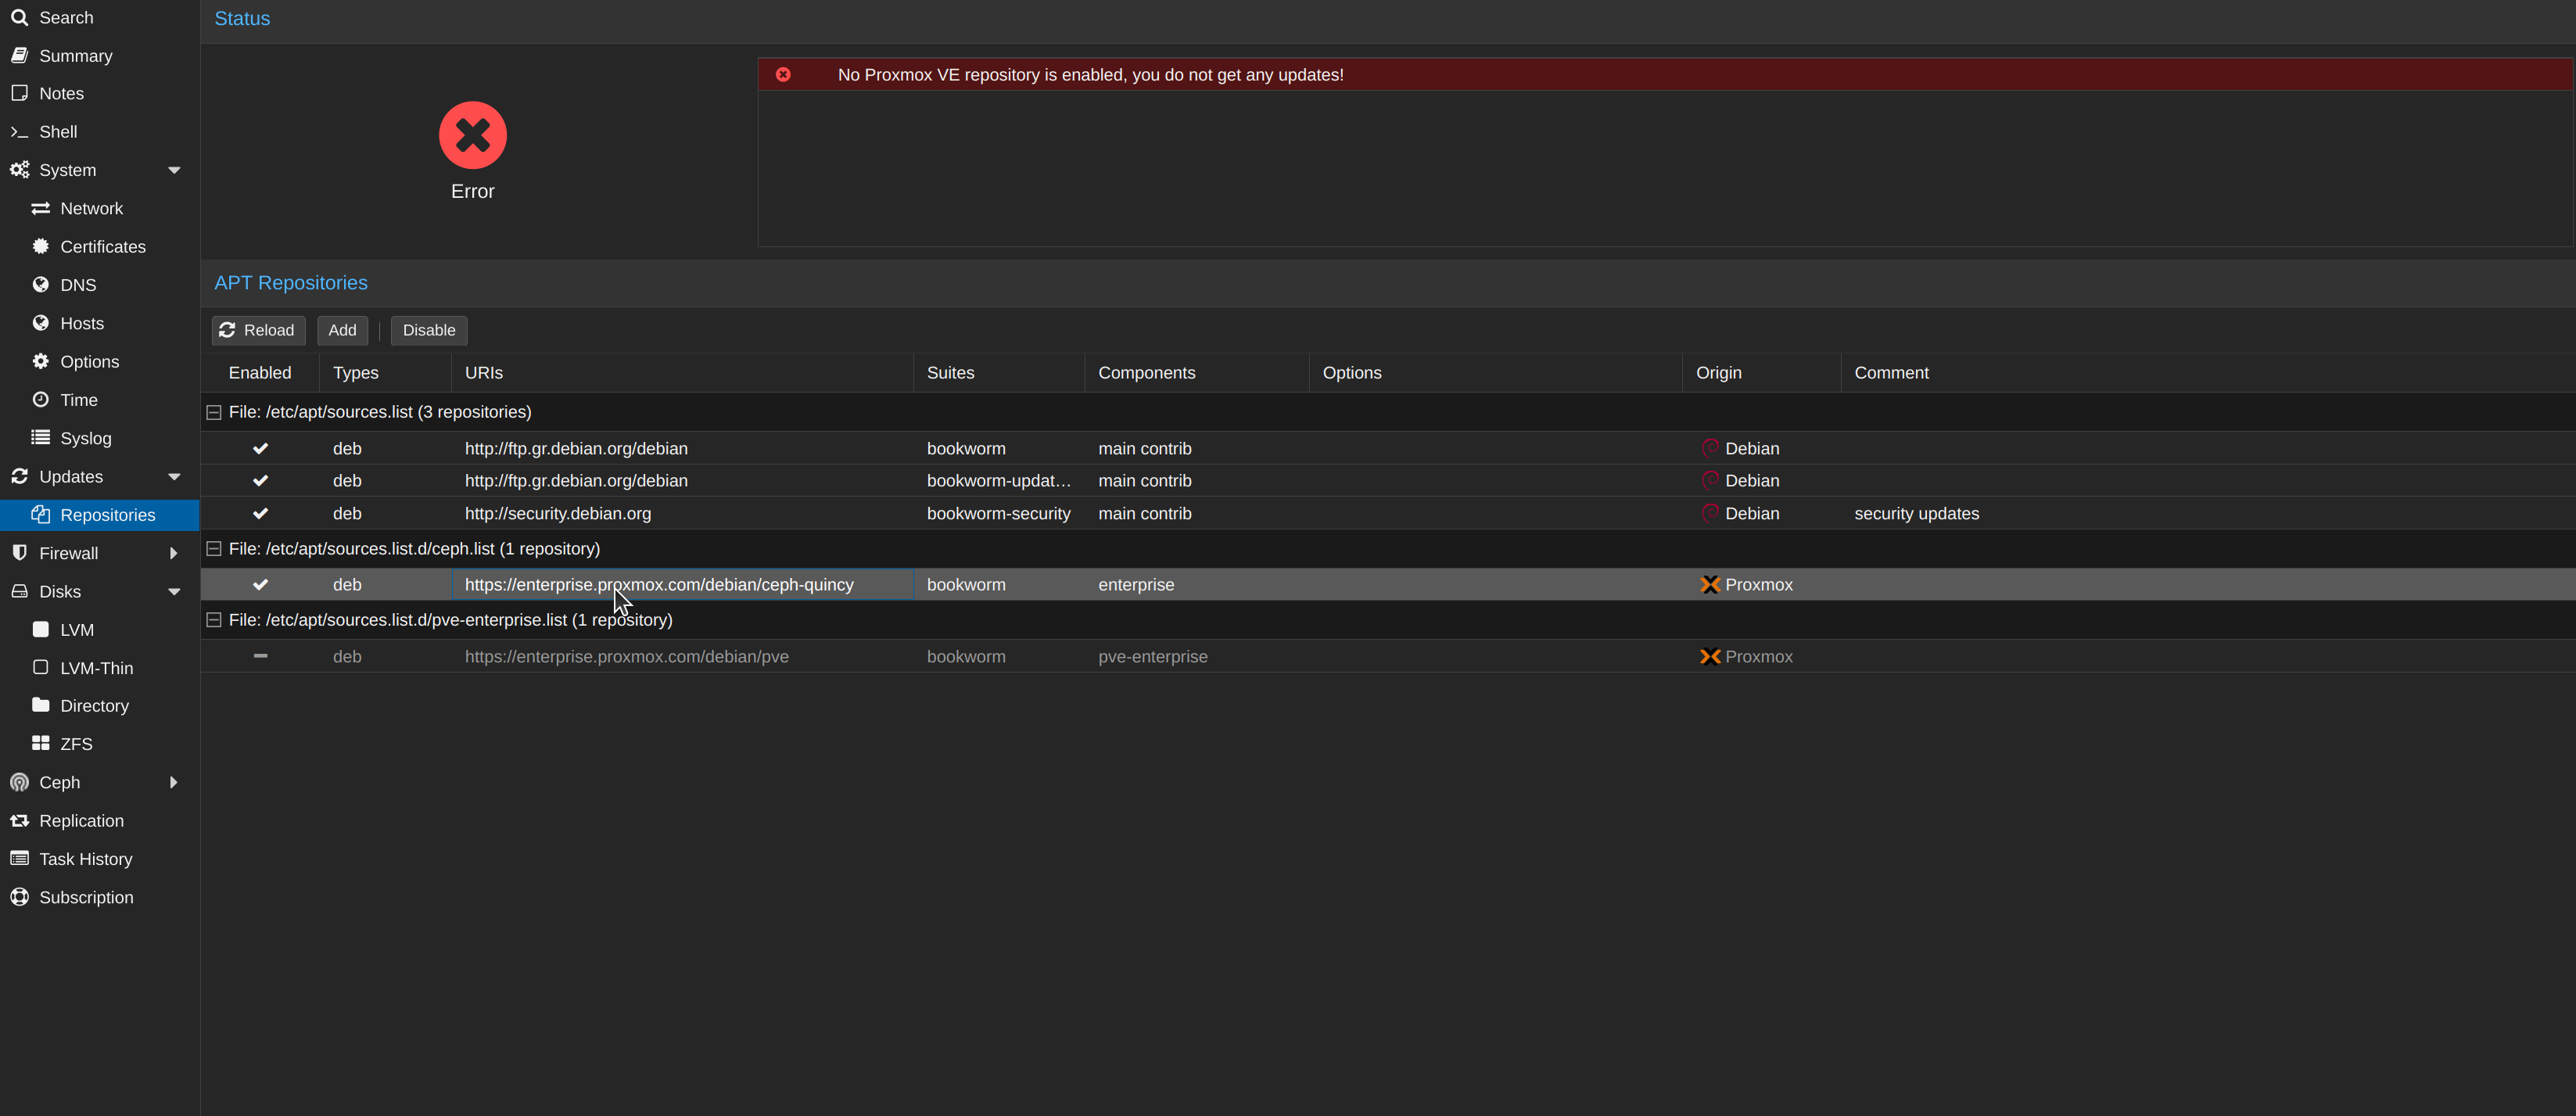 Search
Summary
Notes
Shell
System
Network
Certificates
DNS
Hosts
Options
Time
Syslog
Updates
Repositories
Firewall
Disks
LVM
LVM-Thin
Directory
ZFS
Ceph
Replication
Task History
Subscription
Status
Error
No Proxmox VE repository is enabled, you do not get any updates!
APT Repositories
Reload Add Disable
Enabled Types URIs Suites Components Options Origin Comment
File: /etc/apt/sources.list (3 repositories)
deb http://ftp.gr.debian.org/debian bookworm main contrib Debian
deb http://ftp.gr.debian.org/debian bookworm-updat... main contrib Debian
deb http://security.debian.org bookworm-security main contrib Debian security updates
File: /etc/apt/sources.list.d/ceph.list (1 repository)
deb https://enterprise.proxmox.com/debian/ceph-quincy bookworm enterprise Proxmox
File: /etc/apt/sources.list.d/pve-enterprise.list (1 repository)
deb https://enterprise.proxmox.com/debian/pve bookworm pve-enterprise Proxmox